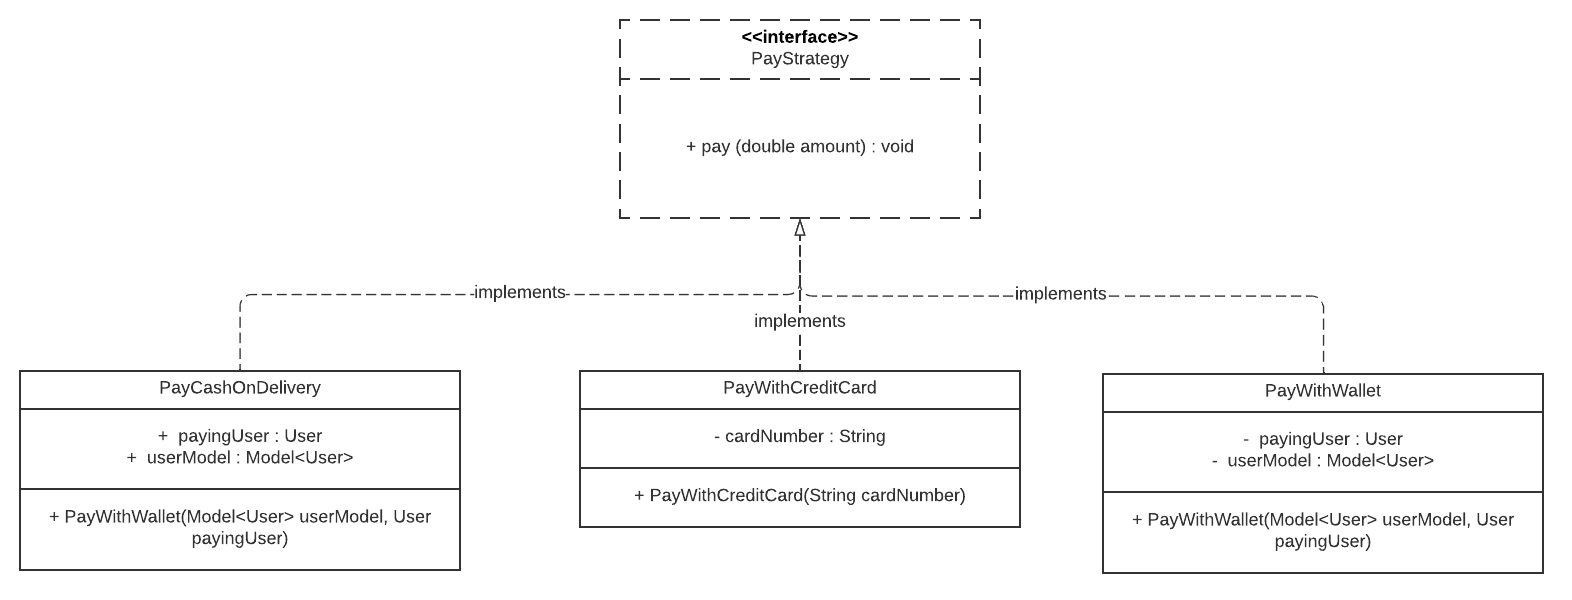 <<interface>>
PayStrategy
+ pay (double amount) : void
implements
implements
implements
PayCashOnDelivery
+ payingUser : User
+ userModel : Model<User>
+ PayWithWallet(Model<User> userModel, User
payingUser)
PayWithCreditCard
- cardNumber : String
+ PayWithCreditCard(String cardNumber)
PayWithWallet
- payingUser : User
- userModel : Model<User>
+ PayWithWallet(Model<User> userModel, User
payingUser)